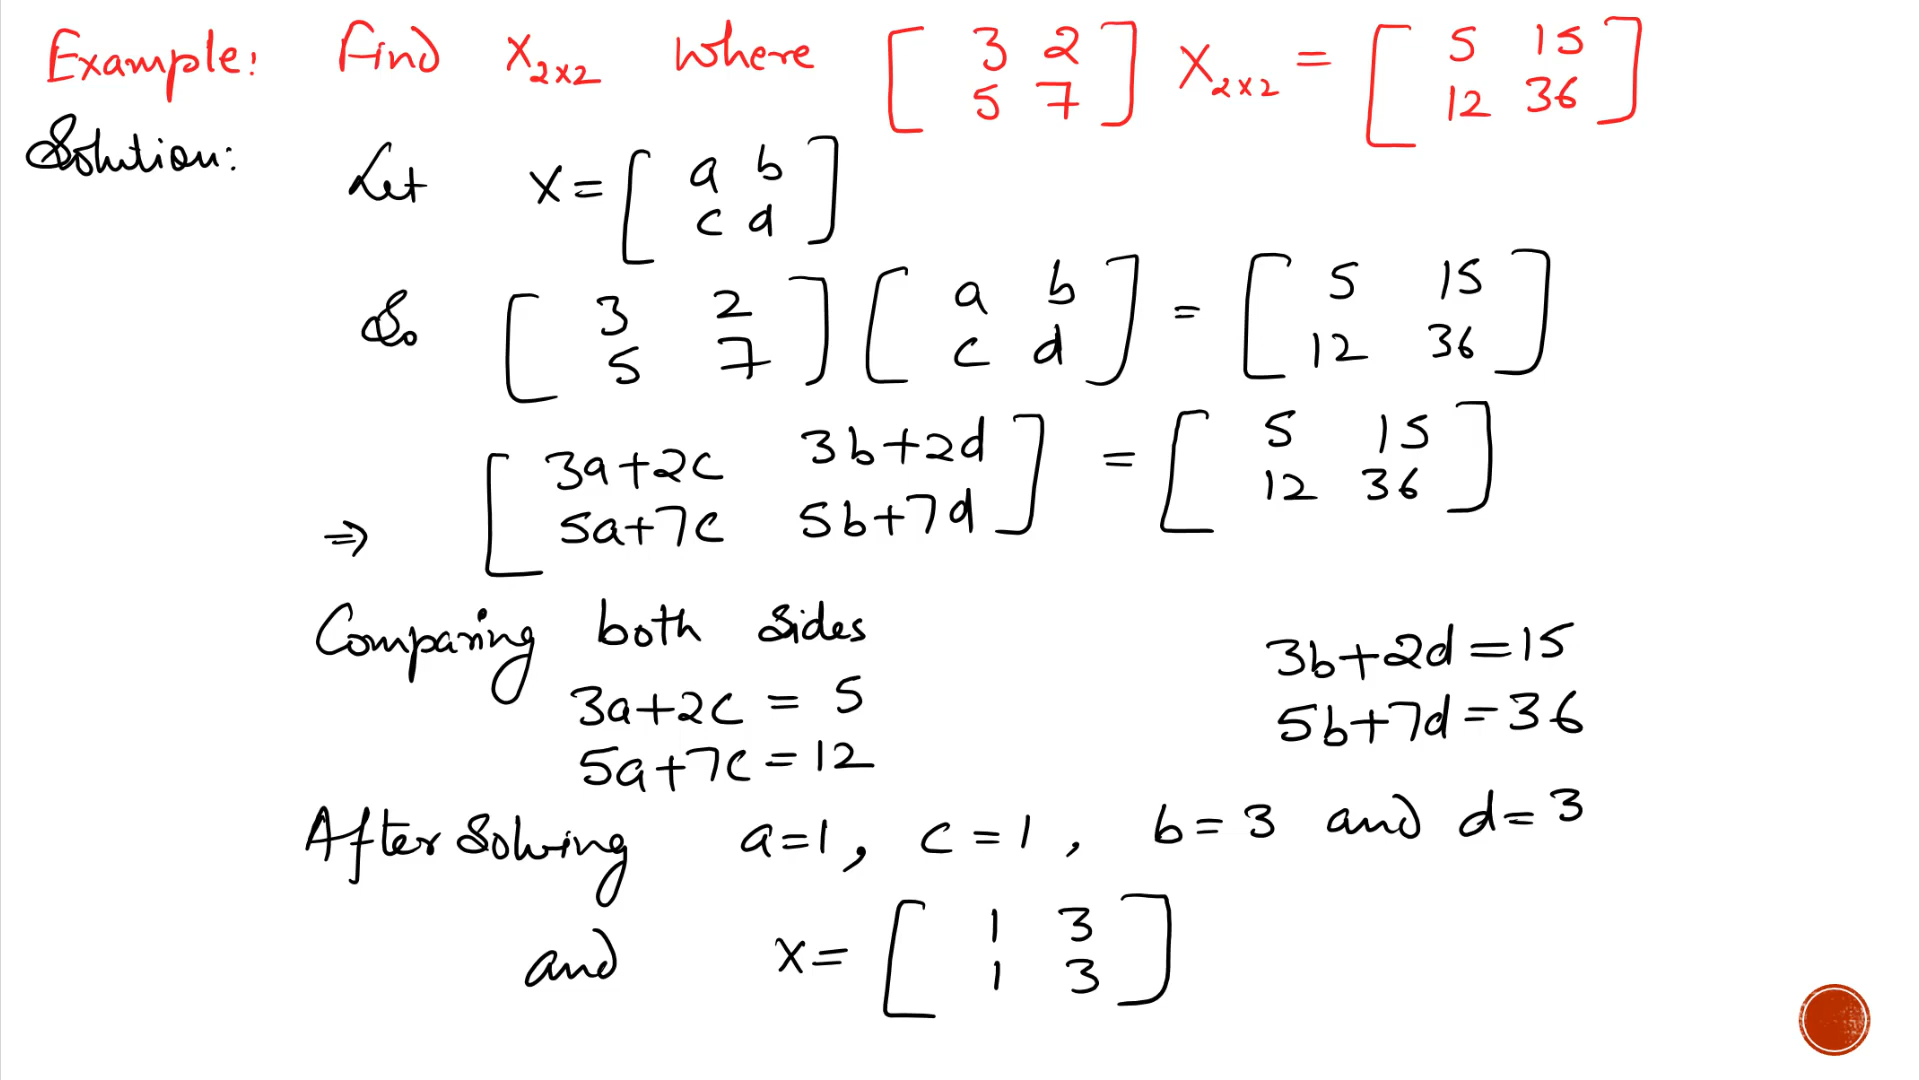 Example: Find X₂ₓ₂ where [ 3 2 ; 5 7 ] X₂ₓ₂ = [ 5 15 ; 12 36 ]
Solution:
Let X = [ a b ; c d ]
So [ 3 2 ; 5 7 ] [ a b ; c d ] = [ 5 15 ; 12 36 ]
⇒ [ 3a+2c 3b+2d ; 5a+7c 5b+7d ] = [ 5 15 ; 12 36 ]
Comparing both sides
3a+2c = 5 3b+2d = 15
5a+7c = 12 5b+7d = 36
After Solving a=1, c=1, b=3 and d=3
and X = [ 1 3 ; 1 3 ]